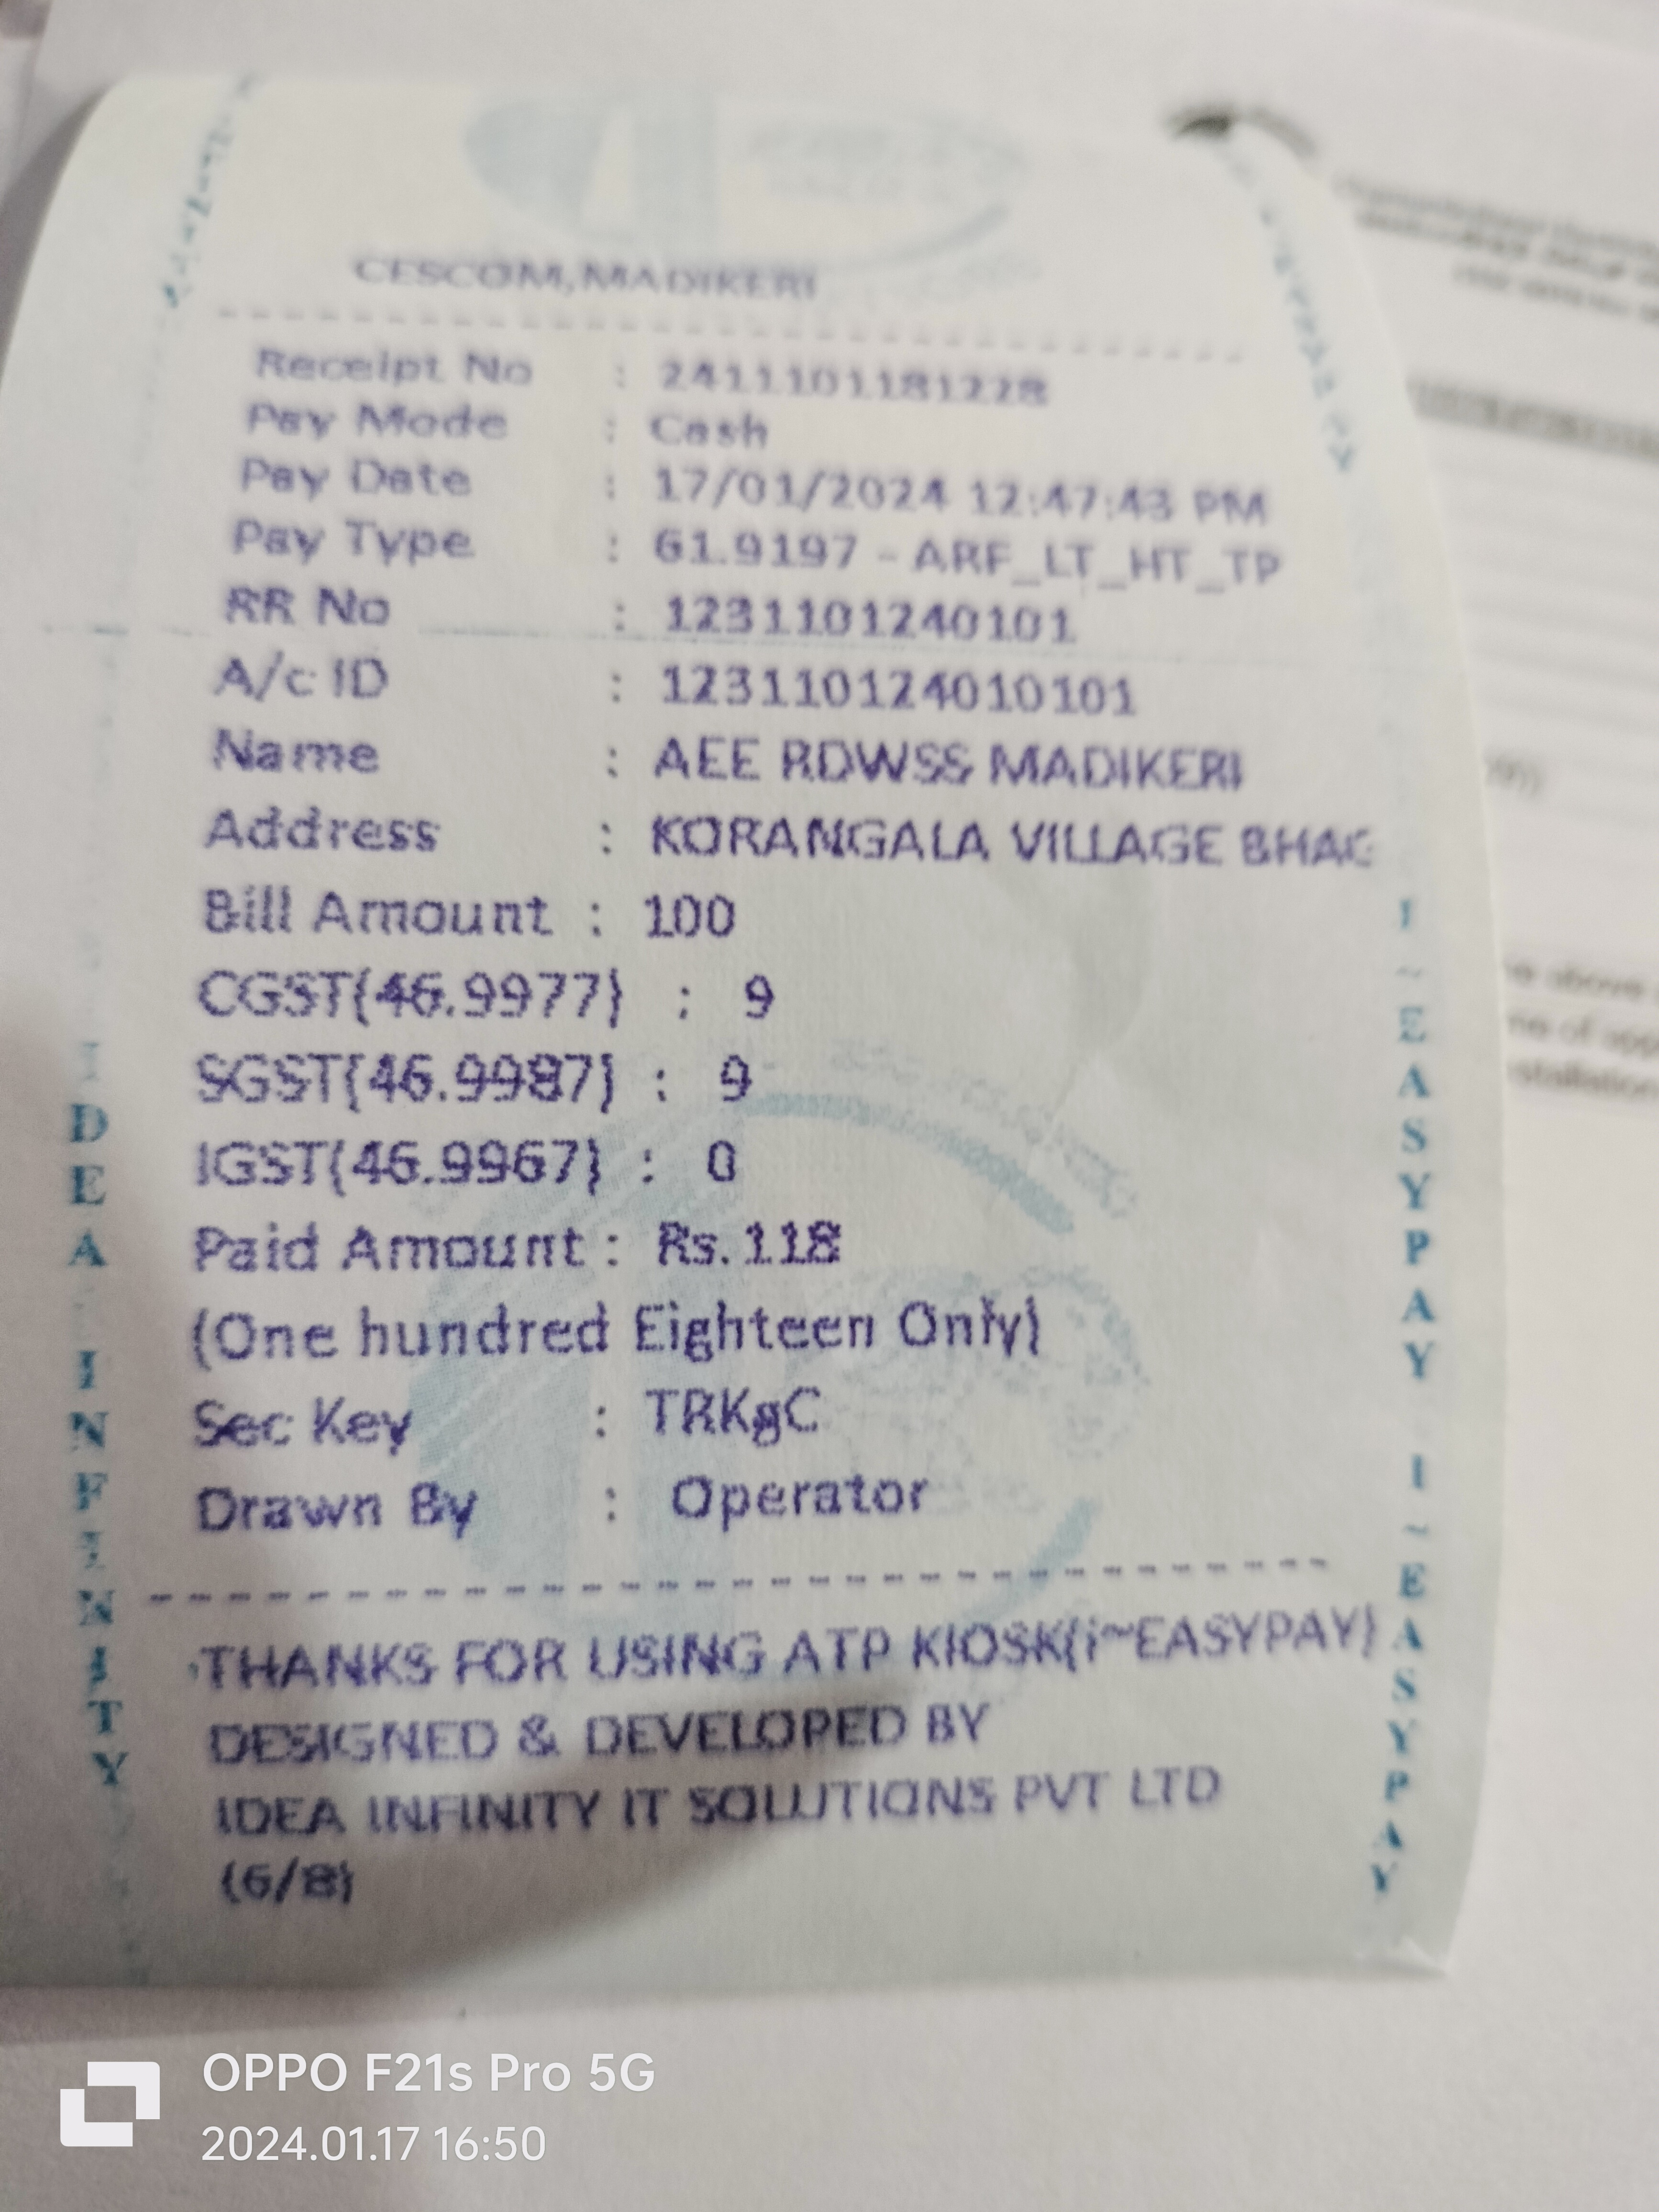 CESCOM,MADIKERI
Receipt No : 2411101181228
Pay Mode : Cash
Pay Date : 17/01/2024 12:47:43 PM
Pay Type : 61.9197 - ARF_LT_HT_TP
RR No : 1231101240101
A/c ID : 123110124010101
Name : AEE RDWSS MADIKERI
Address : KORANGALA VILLAGE BHAG
Bill Amount : 100
CGST(46.9977) : 9
SGST(46.9987) : 9
IGST(46.9967) : 0
Paid Amount : Rs.118
(One hundred Eighteen Only)
Sec Key : TRKgC
Drawn By : Operator
THANKS FOR USING ATP KIOSK(i~EASYPAY)
DESIGNED & DEVELOPED BY
IDEA INFINITY IT SOLUTIONS PVT LTD
(6/8)
IDEA INFINITY
I~EASYPAY I~EASYPAY
above
of
stallation
OPPO F21s Pro 5G
2024.01.17 16:50